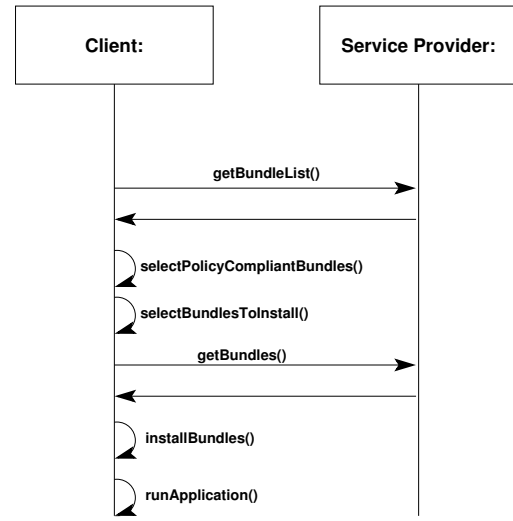 Client:
Service Provider:
getBundleList()
selectPolicyCompliantBundles()
selectBundlesToInstall()
getBundles()
installBundles()
runApplication()